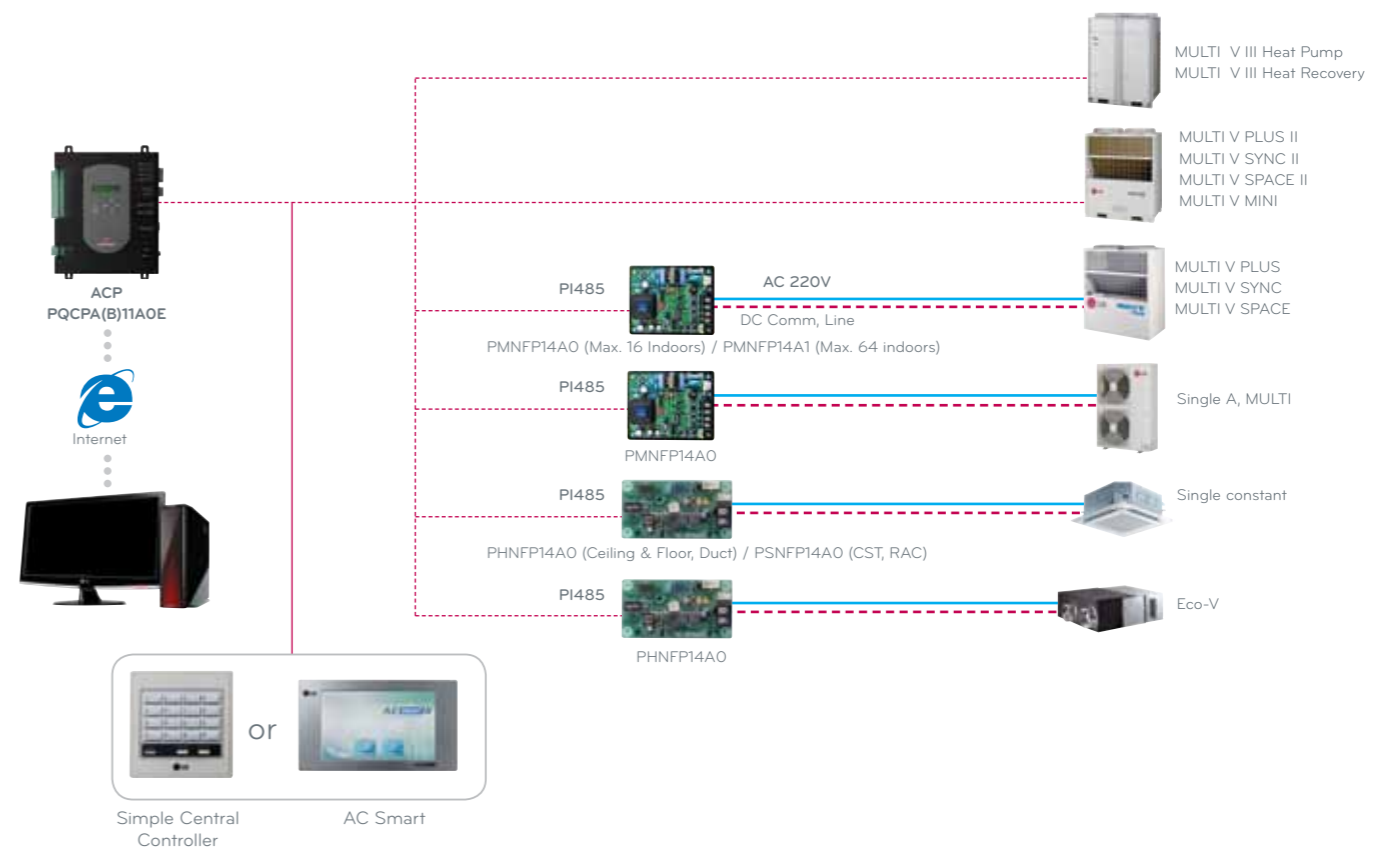 MULTI V III Heat Pump
MULTI V III Heat Recovery
MULTI V PLUS II
MULTI V SYNC II
MULTI V SPACE II
MULTI V MINI
ACP
PQCPA(B)11A0E
PI485
AC 220V
DC Comm, Line
PMNFP14A0 (Max. 16 Indoors) / PMNFP14A1 (Max. 64 indoors)
MULTI V PLUS
MULTI V SYNC
MULTI V SPACE
Internet
PI485
PMNFP14A0
Single A, MULTI
PI485
PHNFP14A0 (Ceiling & Floor, Duct) / PSNFP14A0 (CST, RAC)
Single constant
PI485
PHNFP14A0
Eco-V
or
Simple Central
Controller
AC Smart